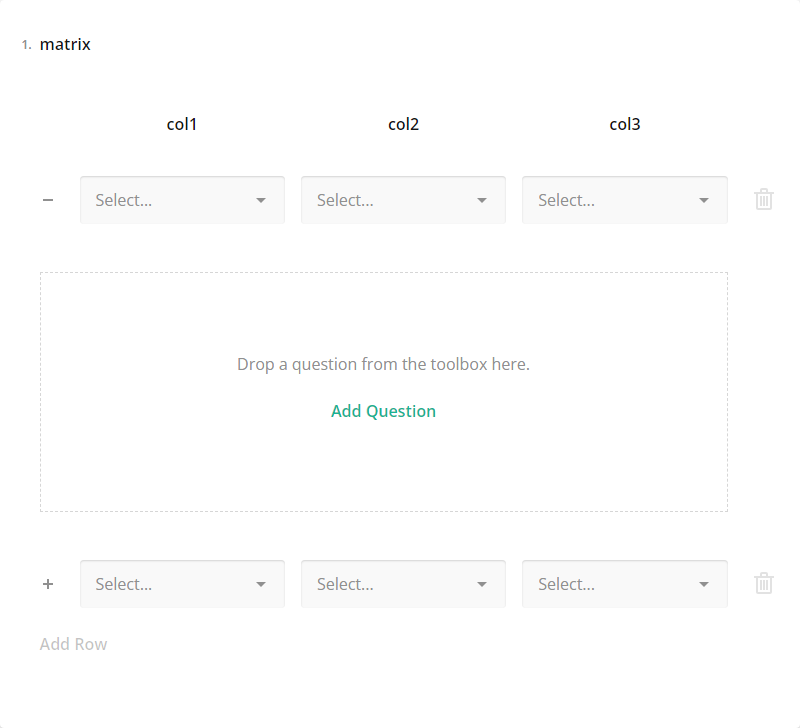 1. matrix
col1 col2 col3
Select... Select... Select...
Drop a question from the toolbox here.
Add Question
Select... Select... Select...
Add Row